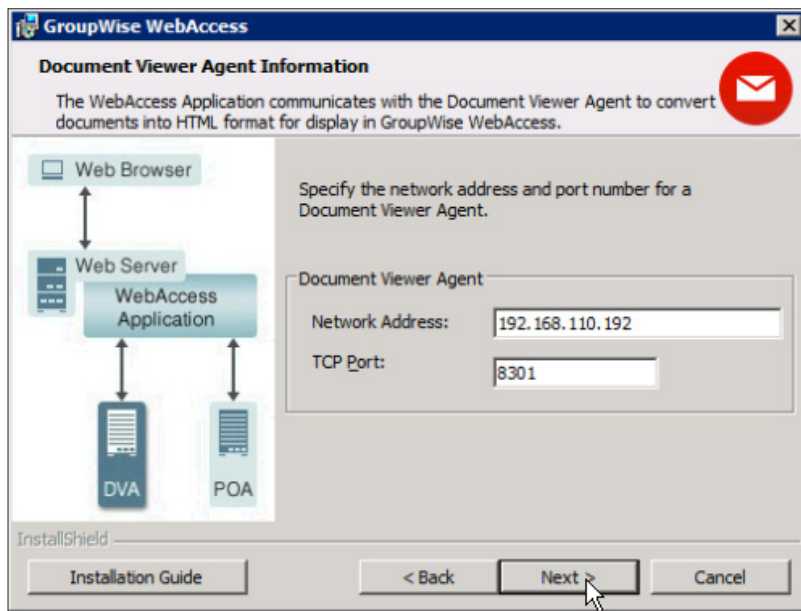 GroupWise WebAccess
Document Viewer Agent Information
The WebAccess Application communicates with the Document Viewer Agent to convert
documents into HTML format for display in GroupWise WebAccess.
Web Browser
Web Server
WebAccess
Application
DVA
POA
Specify the network address and port number for a
Document Viewer Agent.
Document Viewer Agent
Network Address:
192.168.110.192
TCP Port:
8301
InstallShield
Installation Guide
< Back
Next >
Cancel